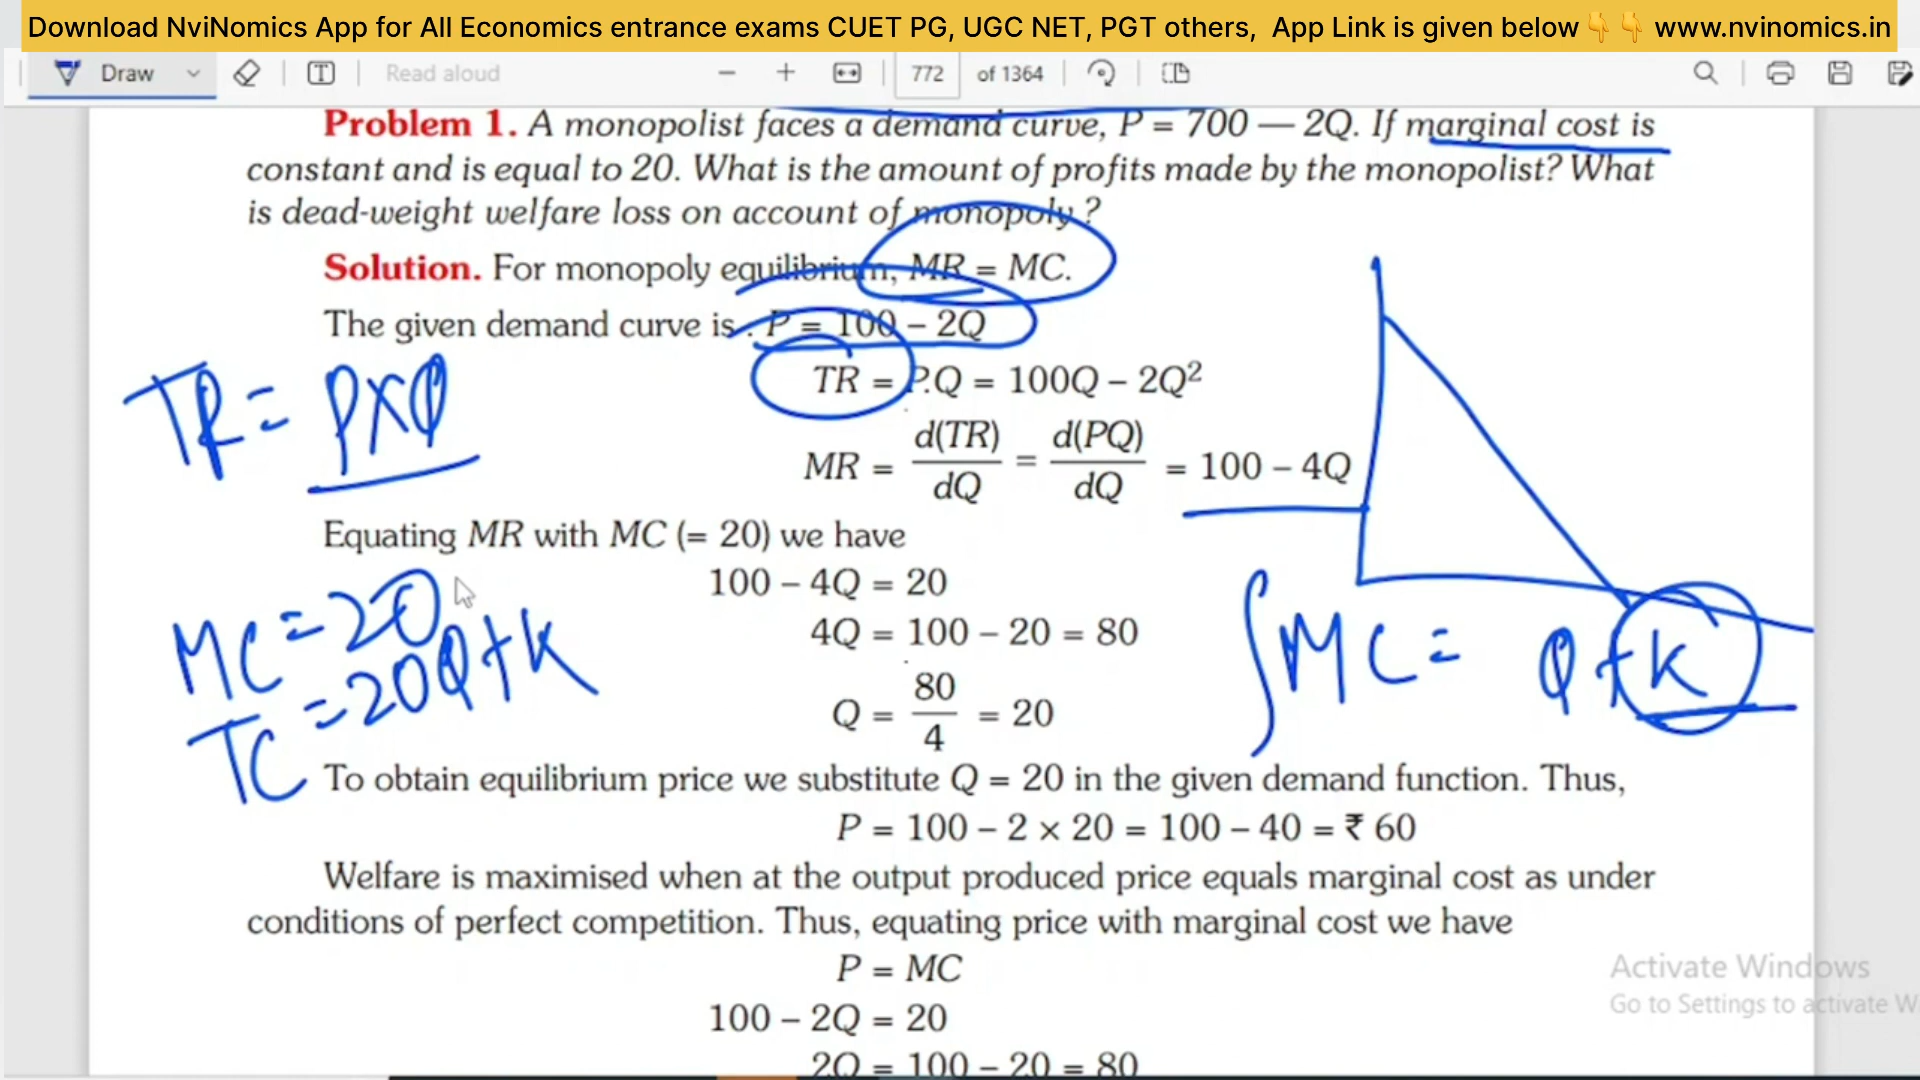 Download NviNomics App for All Economics entrance exams CUET PG, UGC NET, PGT others, App Link is given below👇👇 www.nvinomics.in
Draw Read aloud 772 of 1364
Problem 1. A monopolist faces a demand curve, P = 700 — 2Q. If marginal cost is
constant and is equal to 20. What is the amount of profits made by the monopolist? What
is dead-weight welfare loss on account of monopoly ?
Solution. For monopoly equilibrium, MR = MC.
The given demand curve is : P = 100 – 2Q
TR = P×Q
TR = P.Q = 100Q – 2Q²
MR = d(TR)/dQ = d(PQ)/dQ = 100 – 4Q
Equating MR with MC (= 20) we have
100 – 4Q = 20
MC = 20
4Q = 100 – 20 = 80
∫MC = Q + K
TC = 20Q + K
Q = 80/4 = 20
To obtain equilibrium price we substitute Q = 20 in the given demand function. Thus,
P = 100 – 2 × 20 = 100 – 40 = ₹ 60
Welfare is maximised when at the output produced price equals marginal cost as under
conditions of perfect competition. Thus, equating price with marginal cost we have
P = MC
Activate Windows
Go to Settings to activate W
100 – 2Q = 20
2Q = 100 – 20 = 80